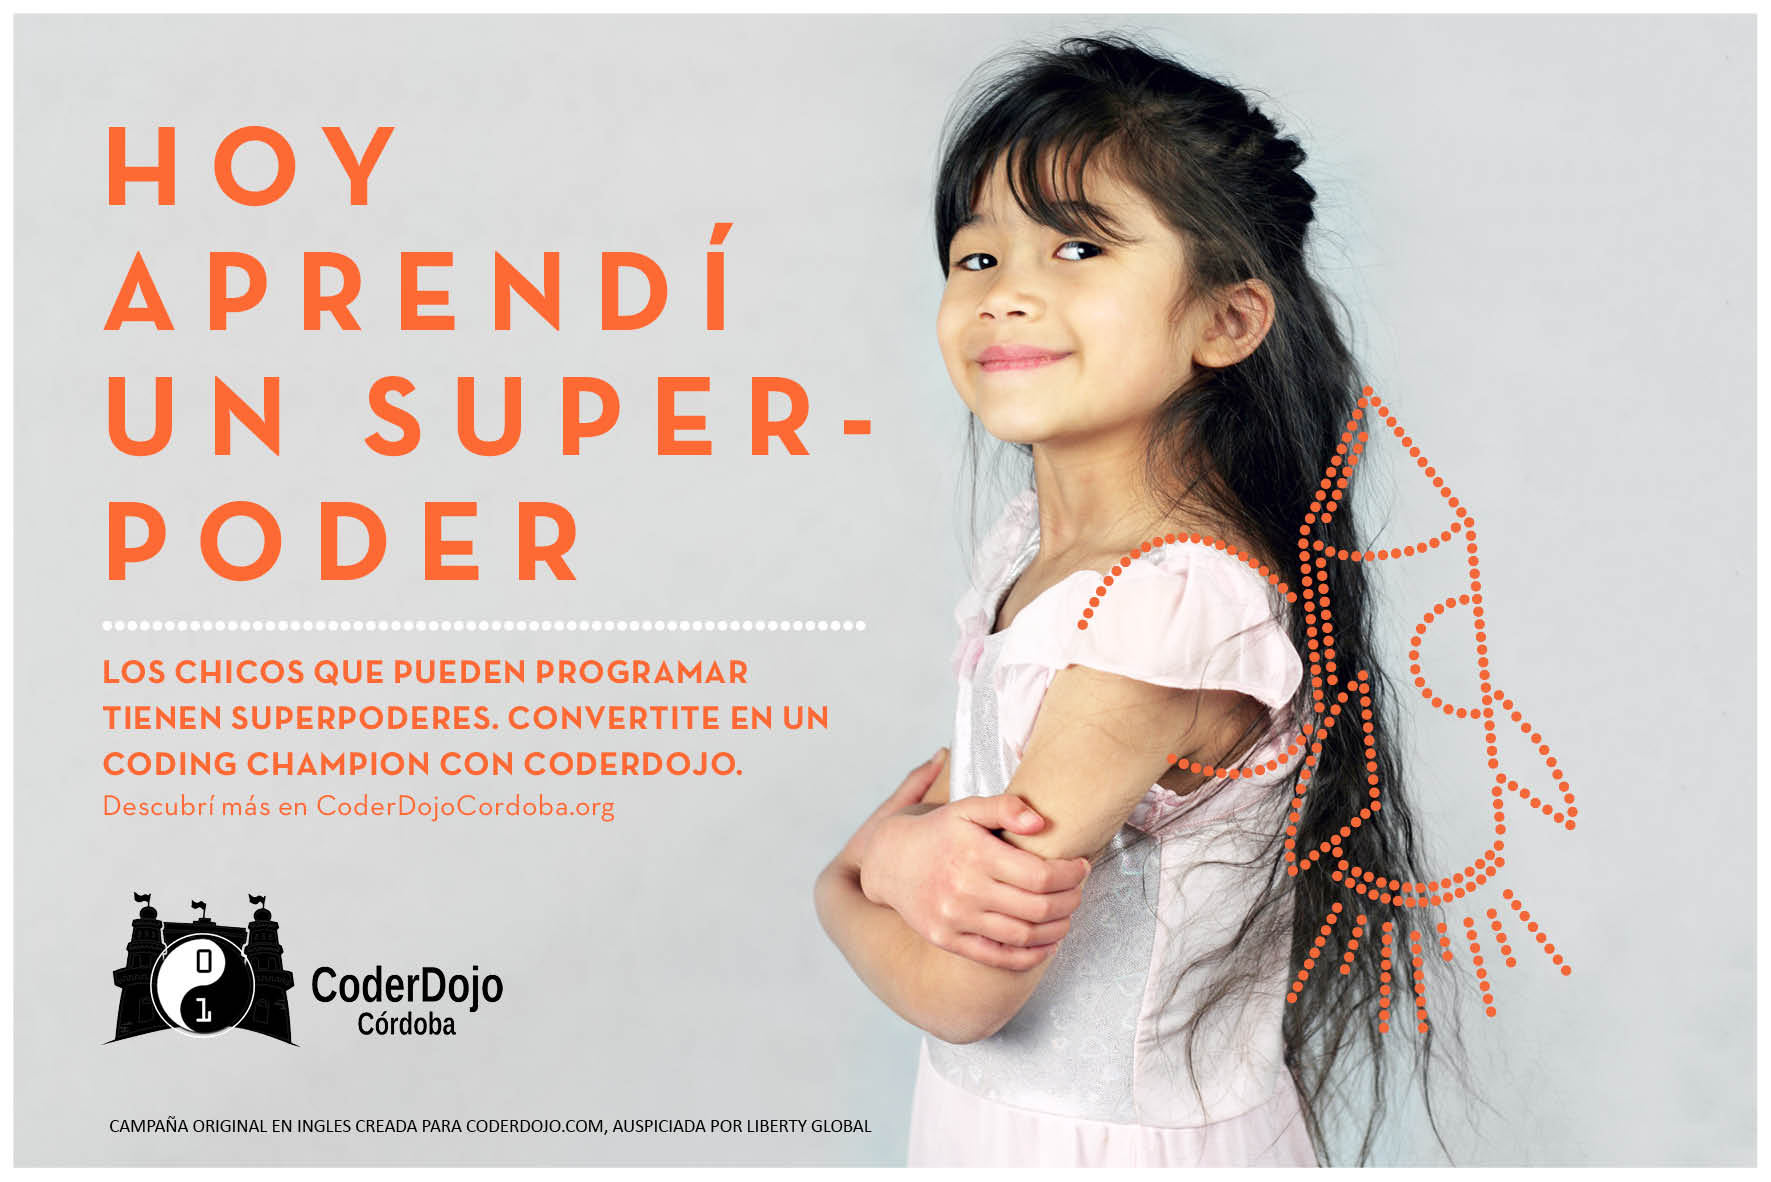 HOY
APRENDÍ
UN SUPER-
PODER
LOS CHICOS QUE PUEDEN PROGRAMAR
TIENEN SUPERPODERES. CONVERTITE EN UN
CODING CHAMPION CON CODERDOJO.
Descubrí más en CoderDojoCordoba.org
0
1
CoderDojo
Córdoba
CAMPAÑA ORIGINAL EN INGLES CREADA PARA CODERDOJO.COM, AUSPICIADA POR LIBERTY GLOBAL